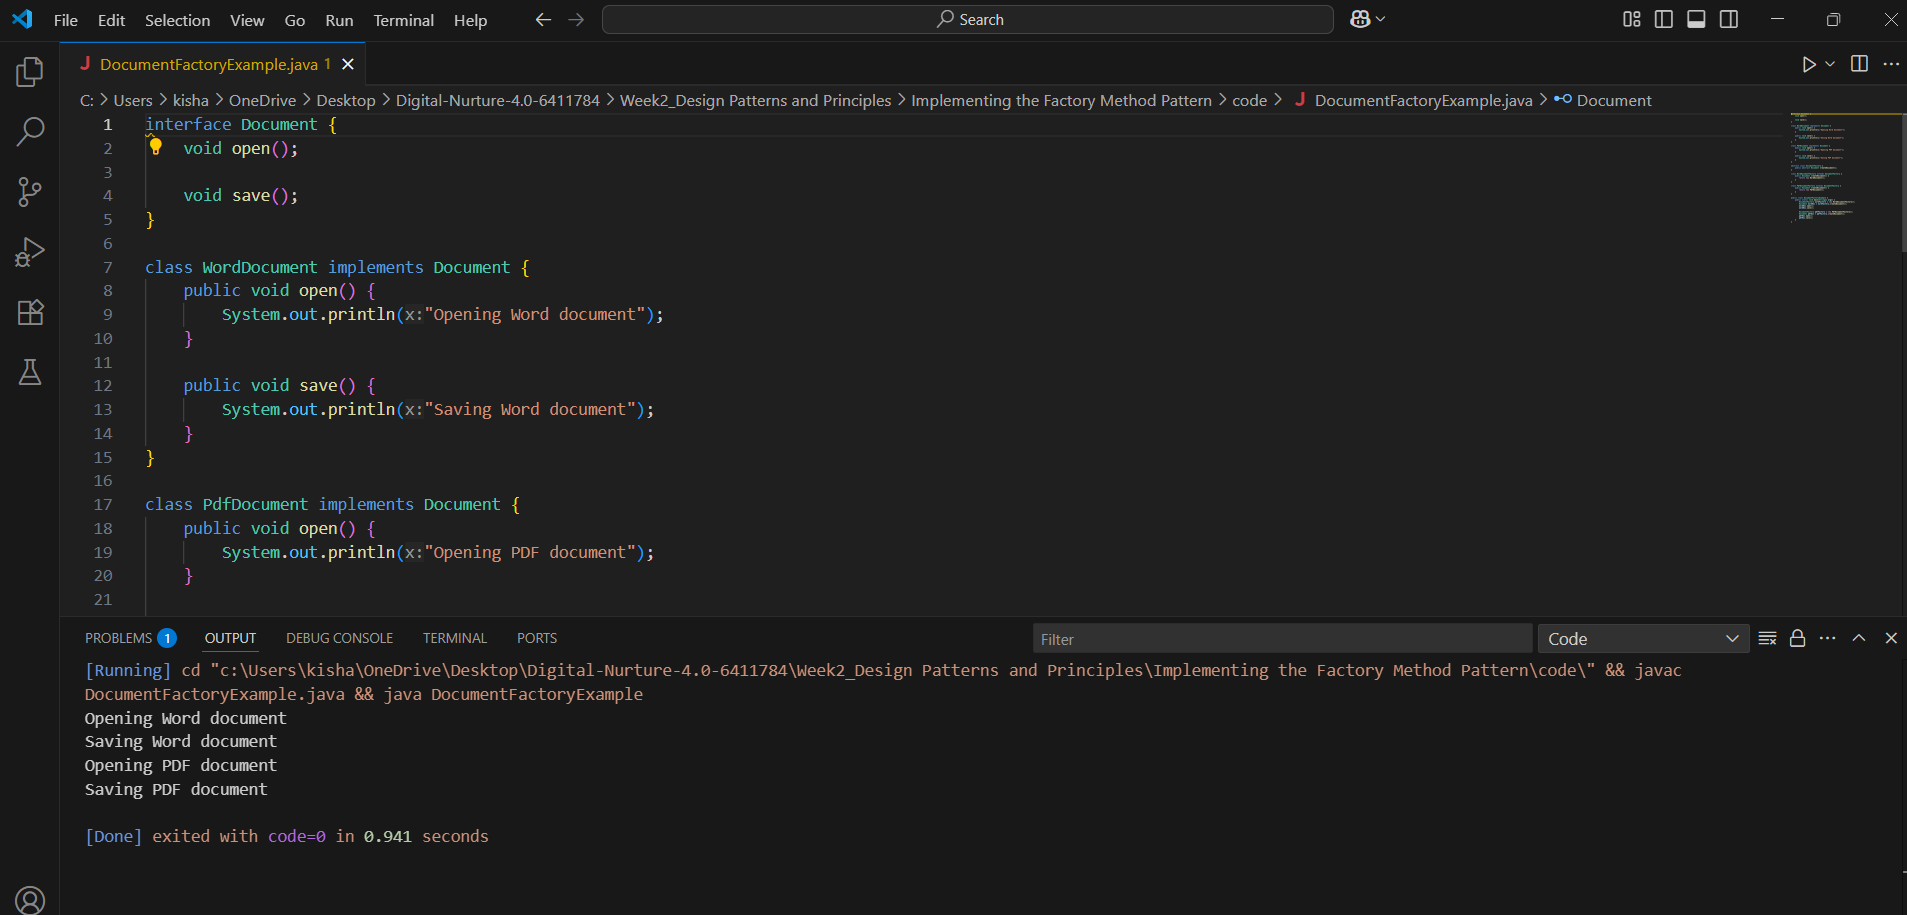 File Edit Selection View Go Run Terminal Help Search
J DocumentFactoryExample.java 1
C: > Users > kisha > OneDrive > Desktop > Digital-Nurture-4.0-6411784 > Week2_Design Patterns and Principles > Implementing the Factory Method Pattern > code > J DocumentFactoryExample.java > Document
1 interface Document {
2 void open();
3
4 void save();
5 }
6
7 class WordDocument implements Document {
8 public void open() {
9 System.out.println(x:"Opening Word document");
10 }
11
12 public void save() {
13 System.out.println(x:"Saving Word document");
14 }
15 }
16
17 class PdfDocument implements Document {
18 public void open() {
19 System.out.println(x:"Opening PDF document");
20 }
21
PROBLEMS 1 OUTPUT DEBUG CONSOLE TERMINAL PORTS Filter Code
[Running] cd "c:\Users\kisha\OneDrive\Desktop\Digital-Nurture-4.0-6411784\Week2_Design Patterns and Principles\Implementing the Factory Method Pattern\code\" && javac
DocumentFactoryExample.java && java DocumentFactoryExample
Opening Word document
Saving Word document
Opening PDF document
Saving PDF document
[Done] exited with code=0 in 0.941 seconds